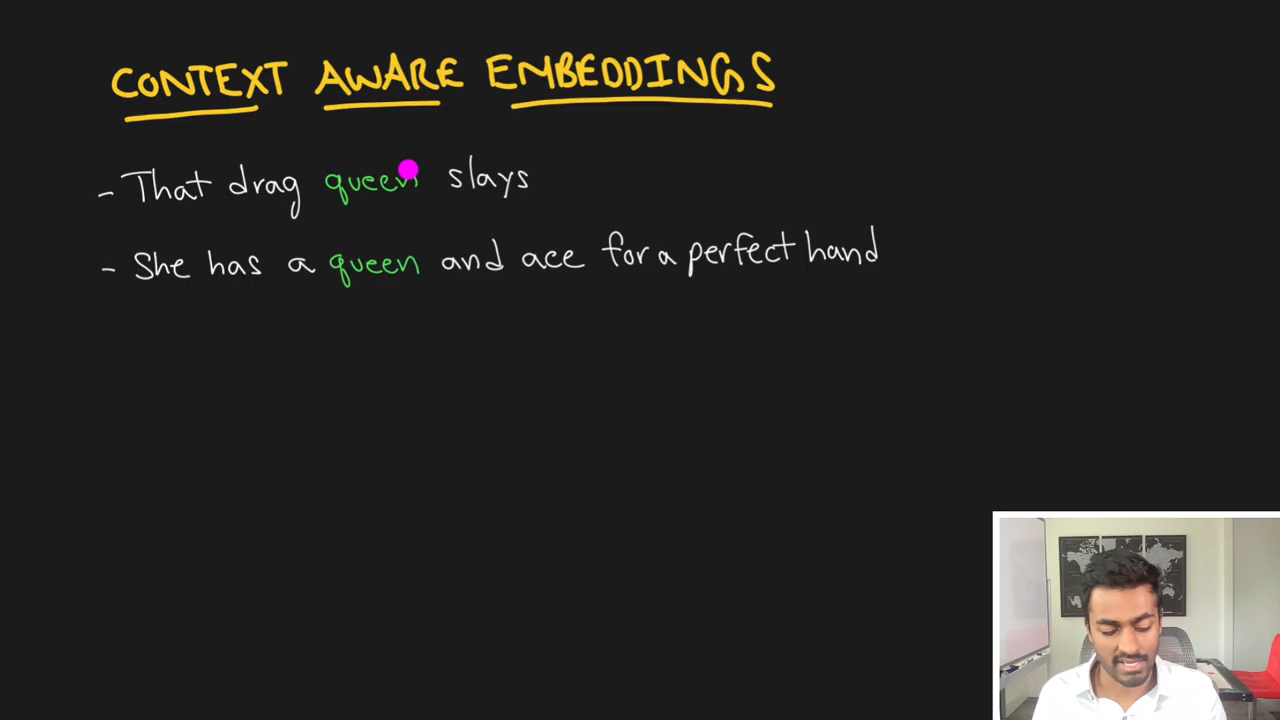 CONTEXT AWARE EMBEDDINGS
- That drag queen slays
- She has a queen and ace for a perfect hand